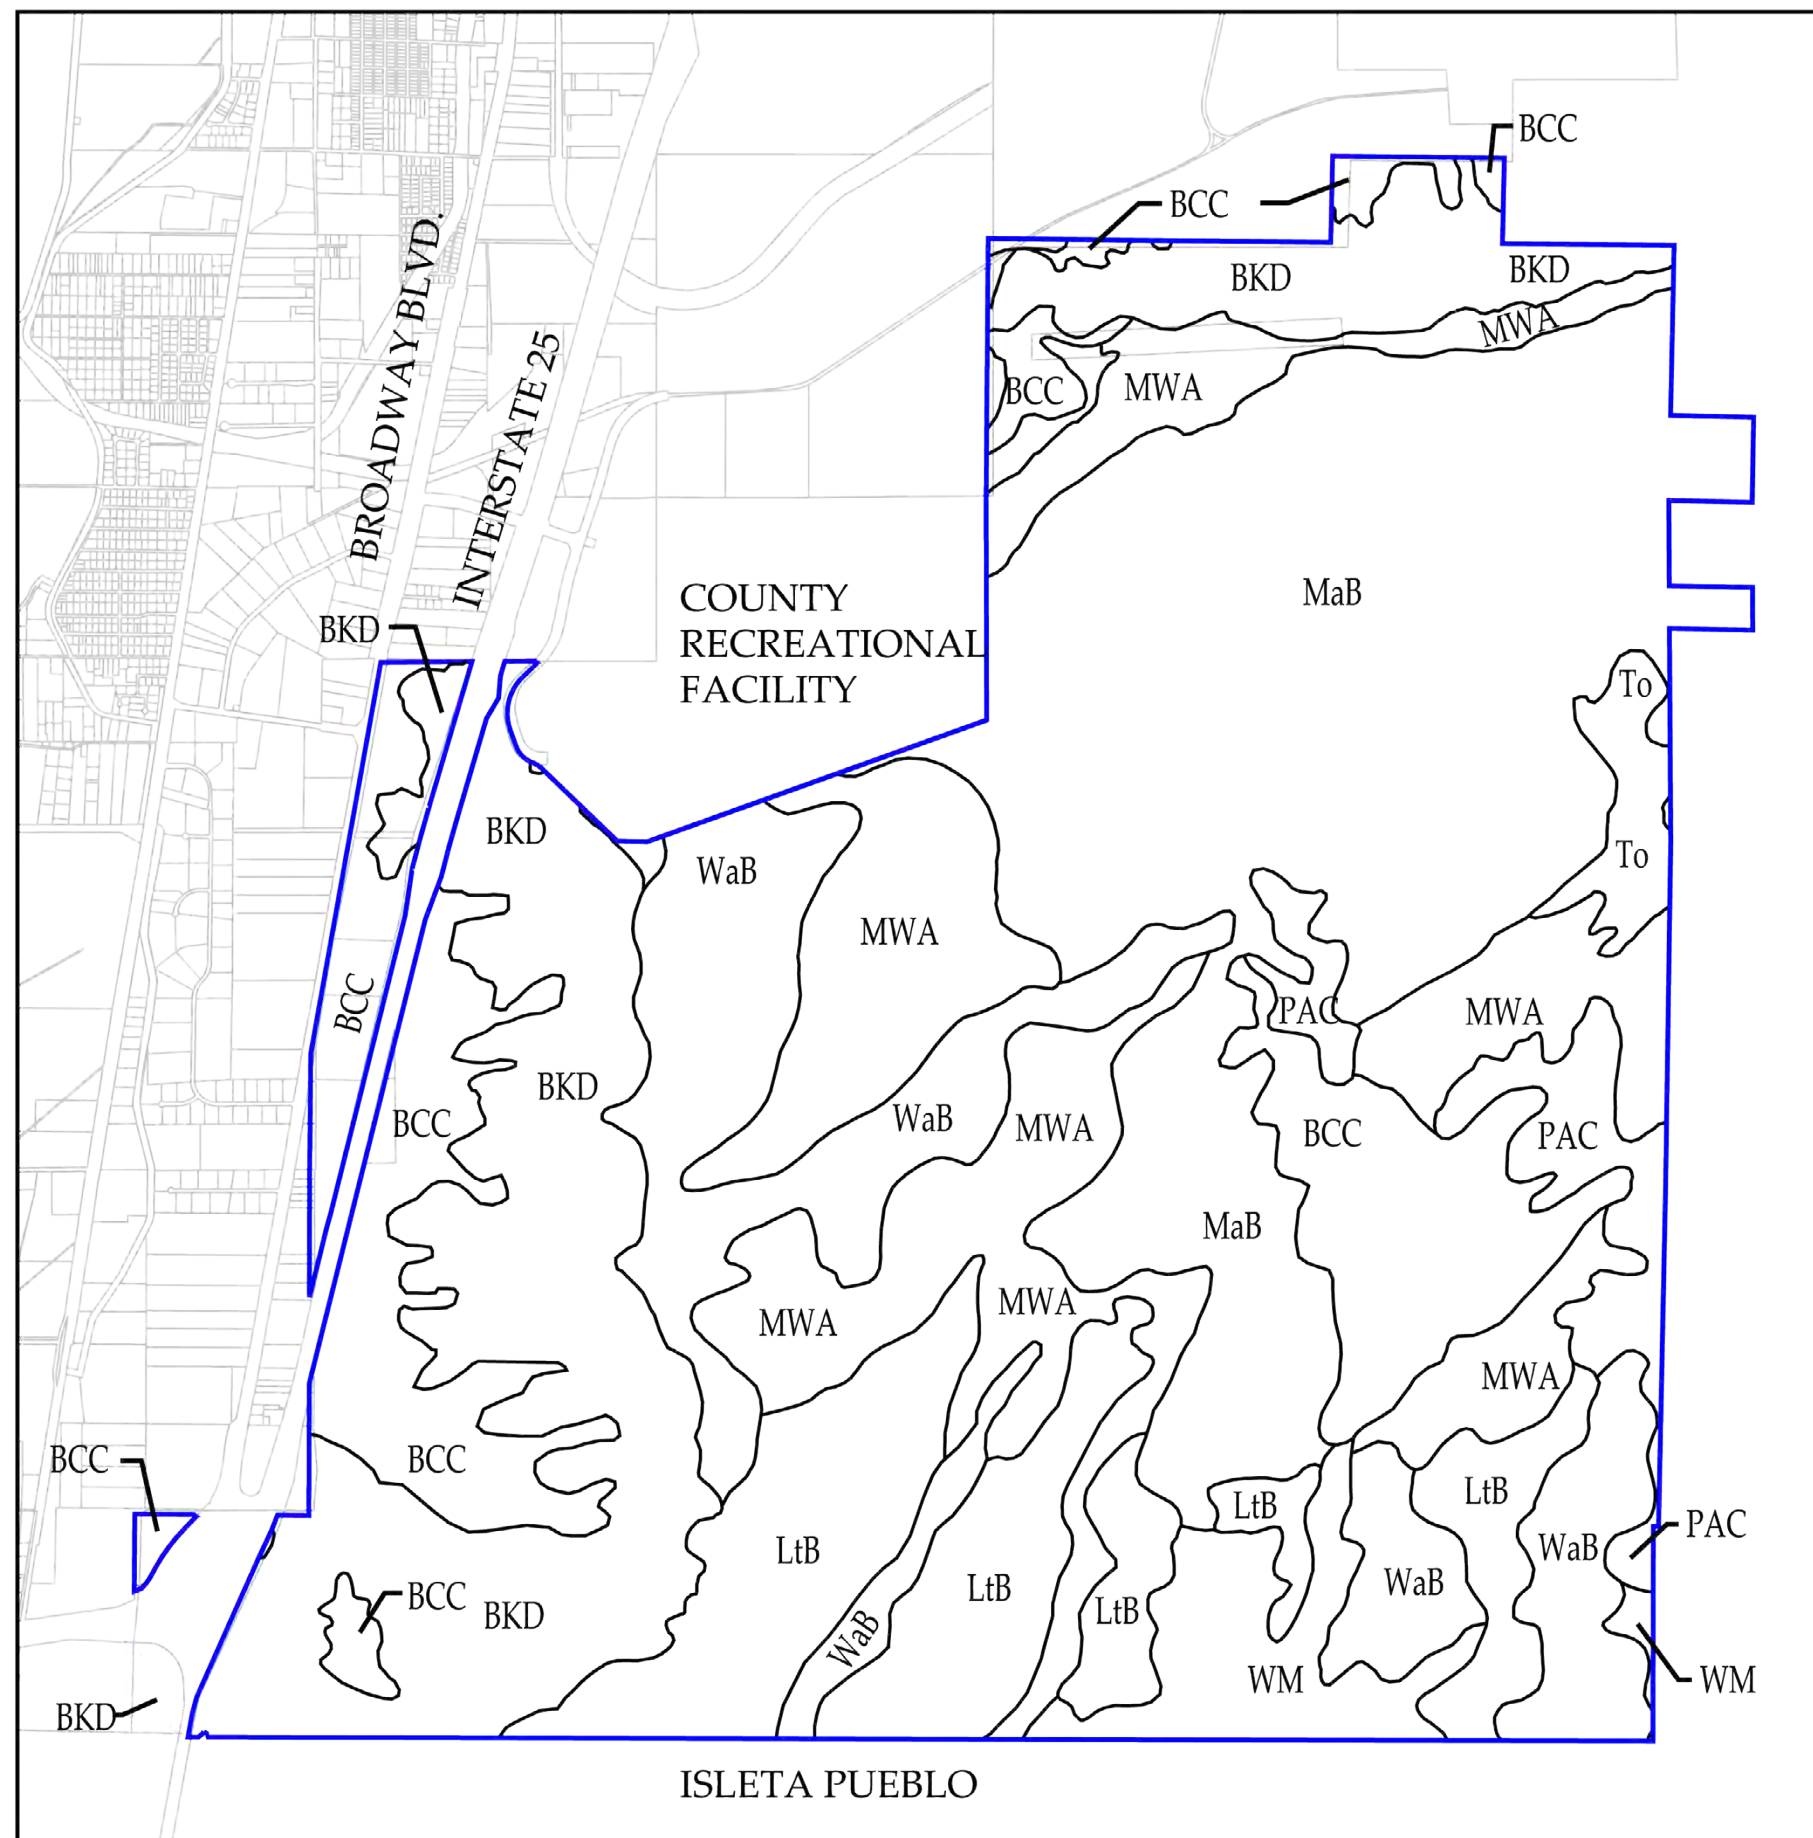 BCC
BCC
BKD
BKD
MWA
BROADWAY BLVD.
INTERSTATE 25
BCC
MWA
COUNTY
RECREATIONAL
FACILITY
MaB
BKD
To
BKD
WaB
To
MWA
BCC
PAC
MWA
BKD
BCC
WaB
MWA
BCC
PAC
MaB
MWA
MWA
MWA
BCC
BCC
LtB
LtB
PAC
LtB
WaB
WaB
BCC
BKD
LtB
LtB
WaB
WaB
WM
WM
BKD
ISLETA PUEBLO